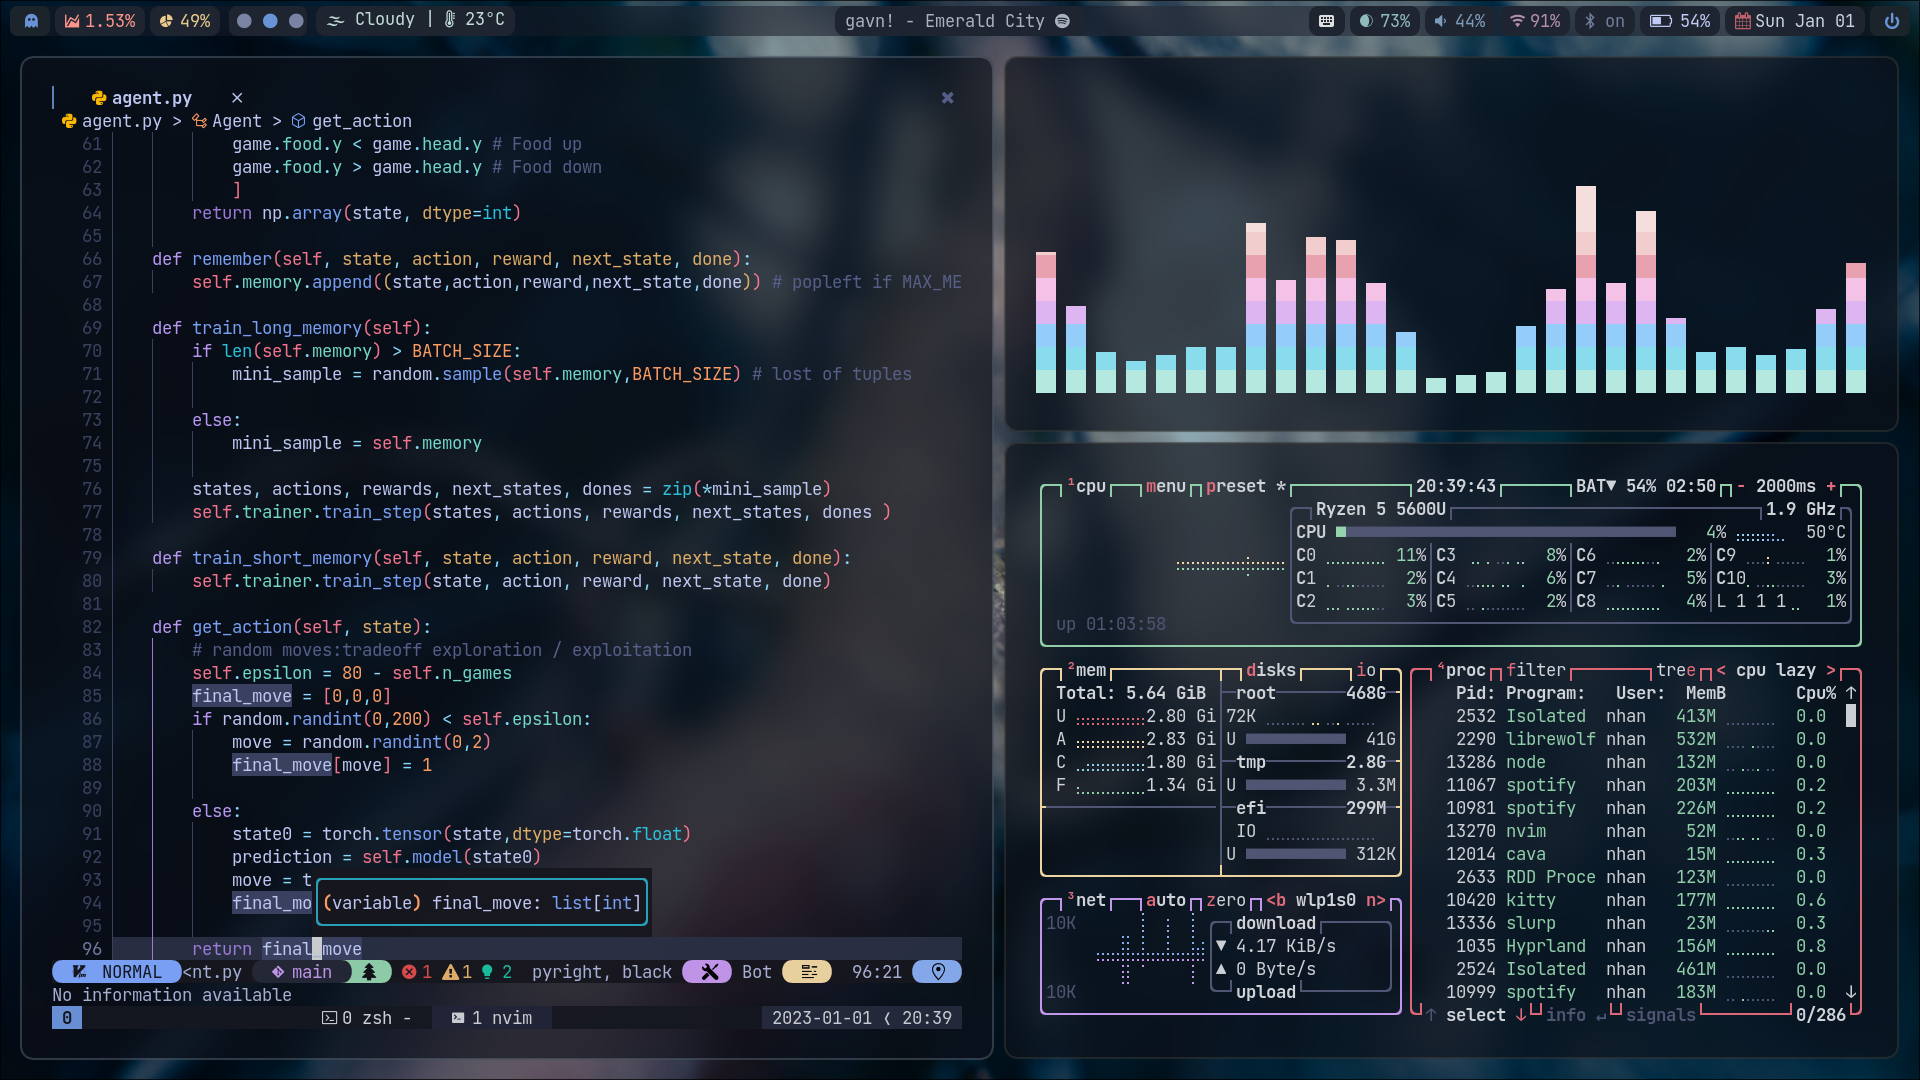 1.53% 49% Cloudy | 23°C gavn! - Emerald City 73% 44% 91% on 54% Sun Jan 01
agent.py ×
agent.py > Agent > get_action
61 game.food.y < game.head.y # Food up
62 game.food.y > game.head.y # Food down
63 ]
64 return np.array(state, dtype=int)
65
66 def remember(self, state, action, reward, next_state, done):
67 self.memory.append((state,action,reward,next_state,done)) # popleft if MAX_ME
68
69 def train_long_memory(self):
70 if len(self.memory) > BATCH_SIZE:
71 mini_sample = random.sample(self.memory,BATCH_SIZE) # lost of tuples
72
73 else:
74 mini_sample = self.memory
75
76 states, actions, rewards, next_states, dones = zip(*mini_sample)
77 self.trainer.train_step(states, actions, rewards, next_states, dones )
78
79 def train_short_memory(self, state, action, reward, next_state, done):
80 self.trainer.train_step(state, action, reward, next_state, done)
81
82 def get_action(self, state):
83 # random moves:tradeoff exploration / exploitation
84 self.epsilon = 80 - self.n_games
85 final_move = [0,0,0]
86 if random.randint(0,200) < self.epsilon:
87 move = random.randint(0,2)
88 final_move[move] = 1
89
90 else:
91 state0 = torch.tensor(state,dtype=torch.float)
92 prediction = self.model(state0)
93 move = t
94 final_mo
(variable) final_move: list[int]
95
96 return final_move
NORMAL <nt.py main 1 1 2 pyright, black Bot 96:21
No information available
0 0 zsh - 1 nvim 2023-01-01 20:39
1cpu menu preset * 20:39:43 BAT▼ 54% 02:50 - 2000ms +
Ryzen 5 5600U 1.9 GHz
CPU 4% 50°C
C0 11% C3 8% C6 2% C9 1%
C1 2% C4 6% C7 5% C10 3%
C2 3% C5 2% C8 4% L 1 1 1 1%
up 01:03:58
2mem disks io
Total: 5.64 GiB root 468G
U 2.80 Gi 72K
A 2.83 Gi U 41G
C 1.80 Gi tmp 2.8G
F 1.34 Gi U 3.3M
efi 299M
IO
U 312K
3net auto zero <b wlp1s0 n>
10K download
▼ 4.17 KiB/s
▲ 0 Byte/s
10K upload
4proc filter tree < cpu lazy >
Pid: Program: User: MemB Cpu% ↑
2532 Isolated nhan 413M 0.0
2290 librewolf nhan 532M 0.0
13286 node nhan 132M 0.0
11067 spotify nhan 203M 0.2
10981 spotify nhan 226M 0.2
13270 nvim nhan 52M 0.0
12014 cava nhan 15M 0.3
2633 RDD Proce nhan 123M 0.0
10420 kitty nhan 177M 0.6
13336 slurp nhan 23M 0.3
1035 Hyprland nhan 156M 0.8
2524 Isolated nhan 461M 0.0
10999 spotify nhan 183M 0.0 ↓
↑ select ↓ info ↵ signals 0/286